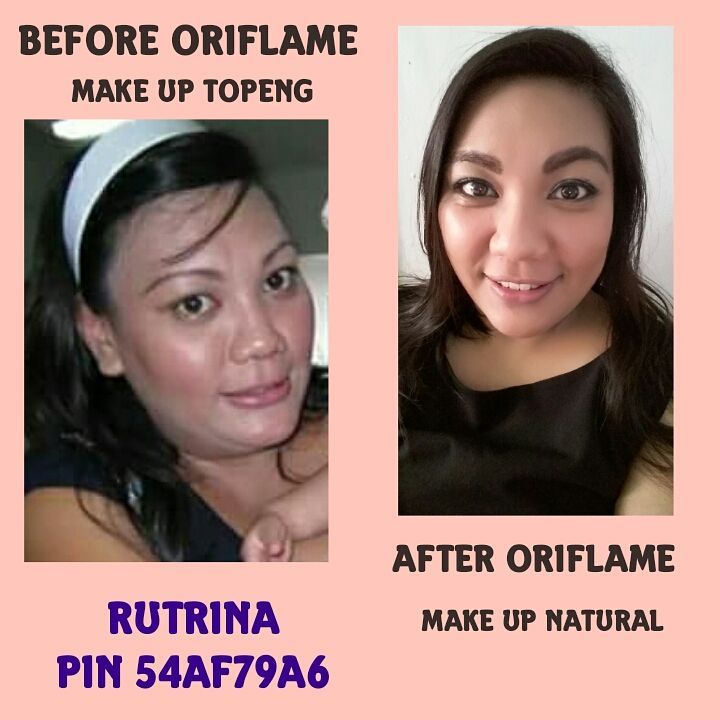 BEFORE ORIFLAME
MAKE UP TOPENG
AFTER ORIFLAME
MAKE UP NATURAL
RUTRINA
PIN 54AF79A6